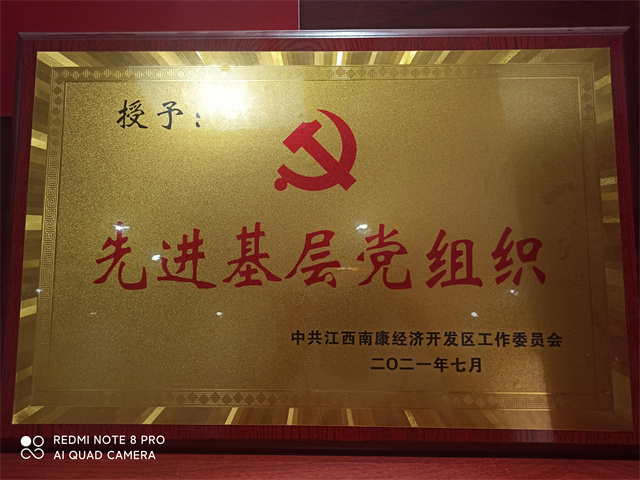 授予：
先进基层党组织
中共江西南康经济开发区工作委员会
二〇二一年七月
REDMI NOTE 8 PRO
AI QUAD CAMERA